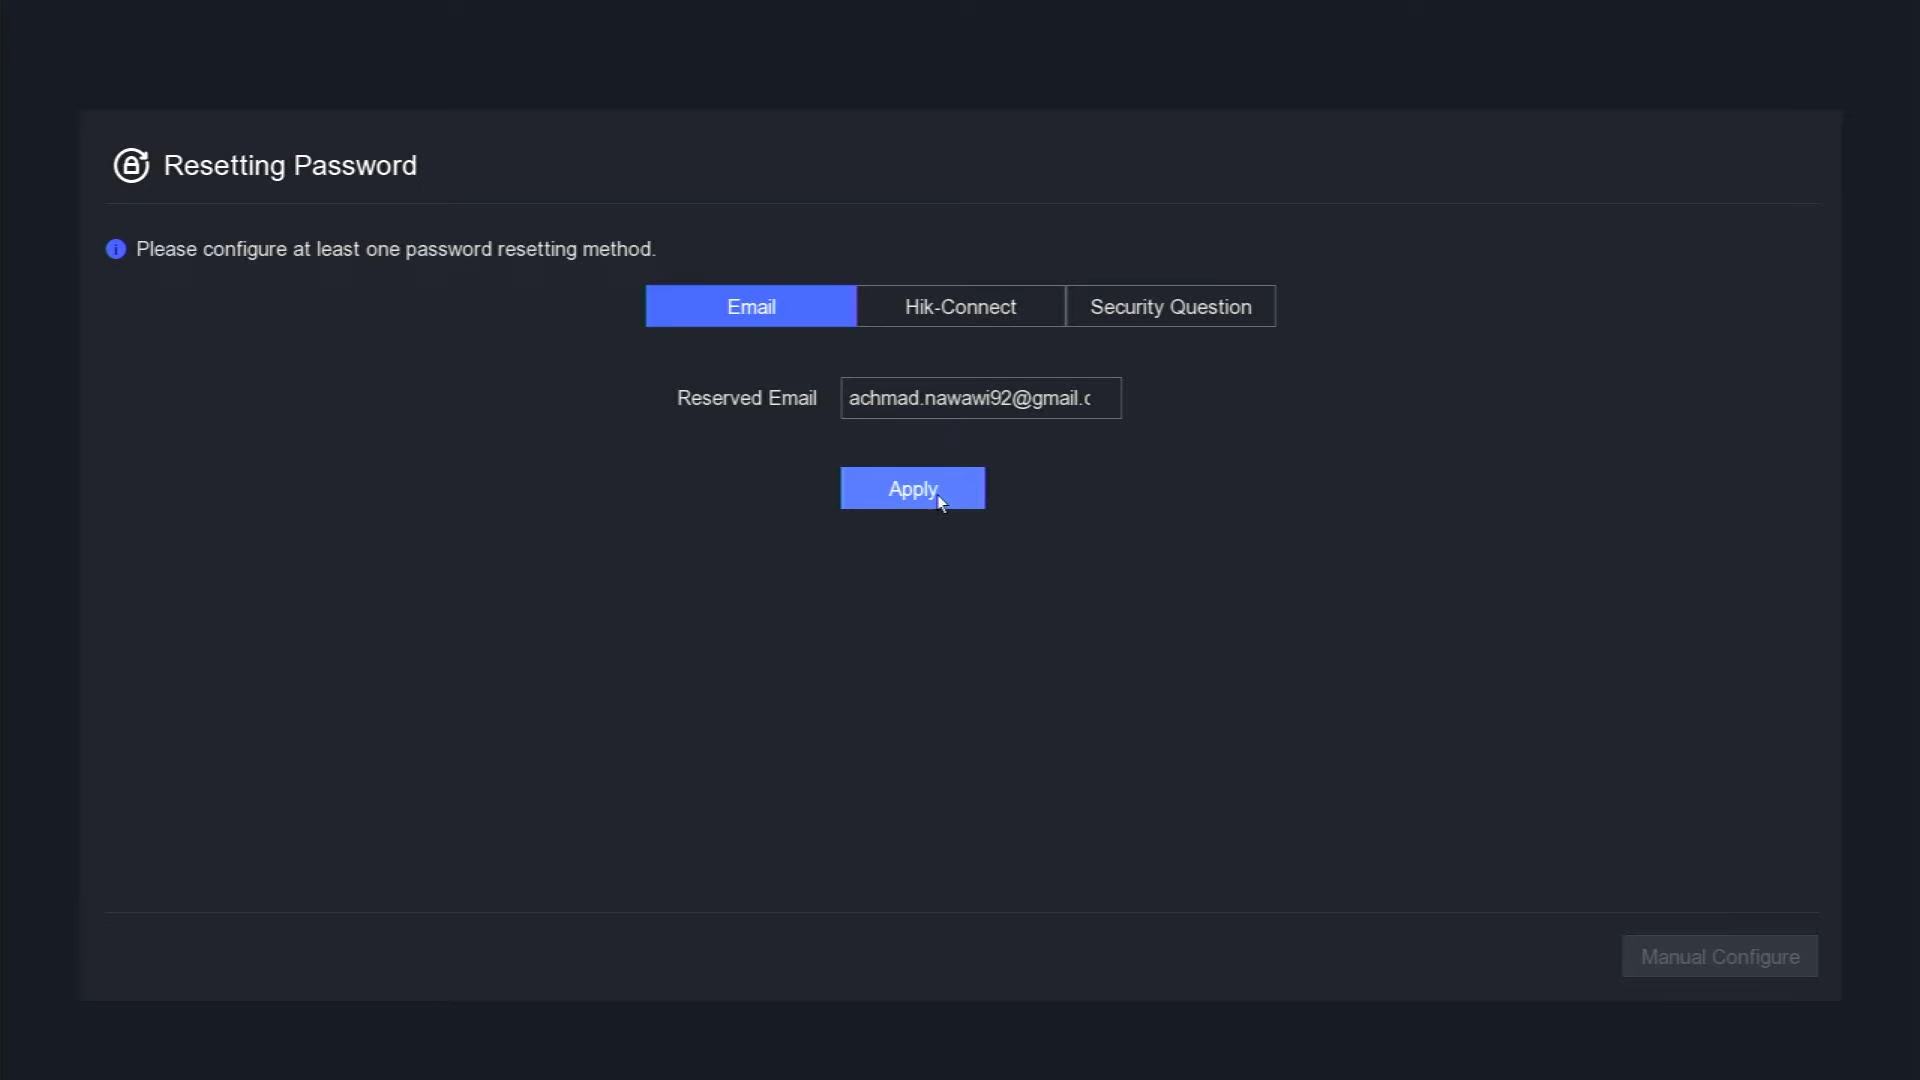 Resetting Password
Please configure at least one password resetting method.
Email Hik-Connect Security Question
Reserved Email achmad.nawawi92@gmail.c
Apply
Manual Configure